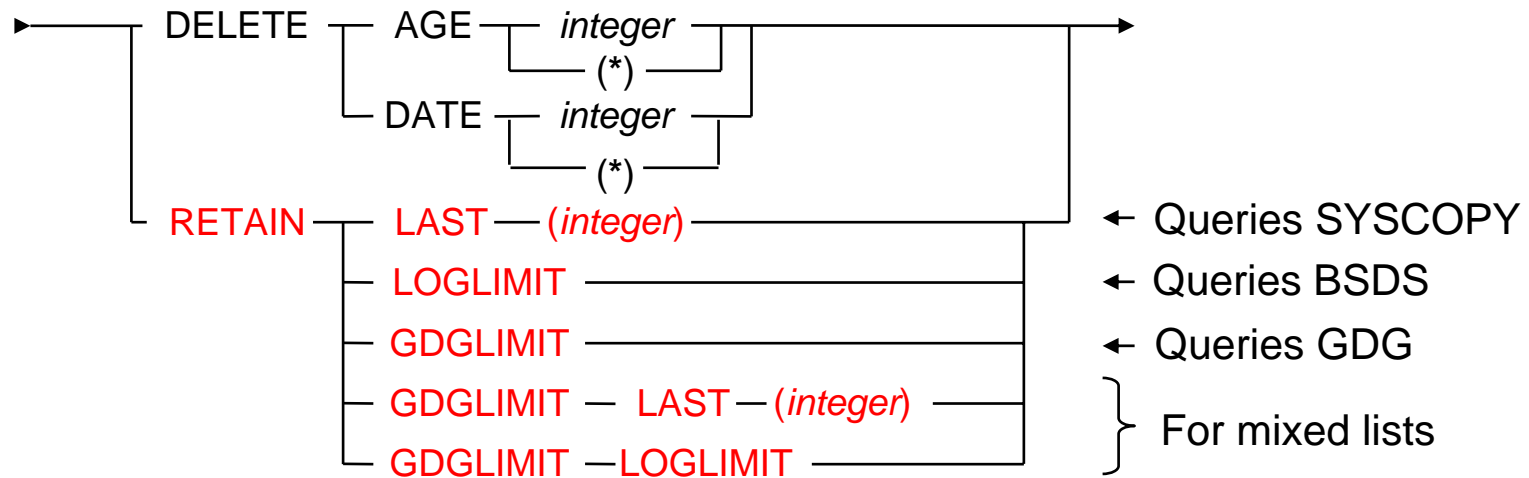 DELETE AGE integer
(*)
DATE integer
(*)
RETAIN LAST (integer) Queries SYSCOPY
LOGLIMIT Queries BSDS
GDGLIMIT Queries GDG
GDGLIMIT LAST (integer)
For mixed lists
GDGLIMIT LOGLIMIT